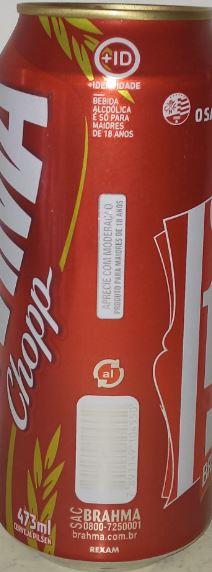 +ID
+IDENTIDADE
BEBIDA
ALCOÓLICA
É SÓ PARA
MAIORES
DE 18 ANOS
APRECIE COM MODERAÇÃO
PRODUTO PARA MAIORES DE 18 ANOS
Chopp
al
473ml
CERVEJA PILSEN
SAC BRAHMA
0800-7250001
brahma.com.br
REXAM